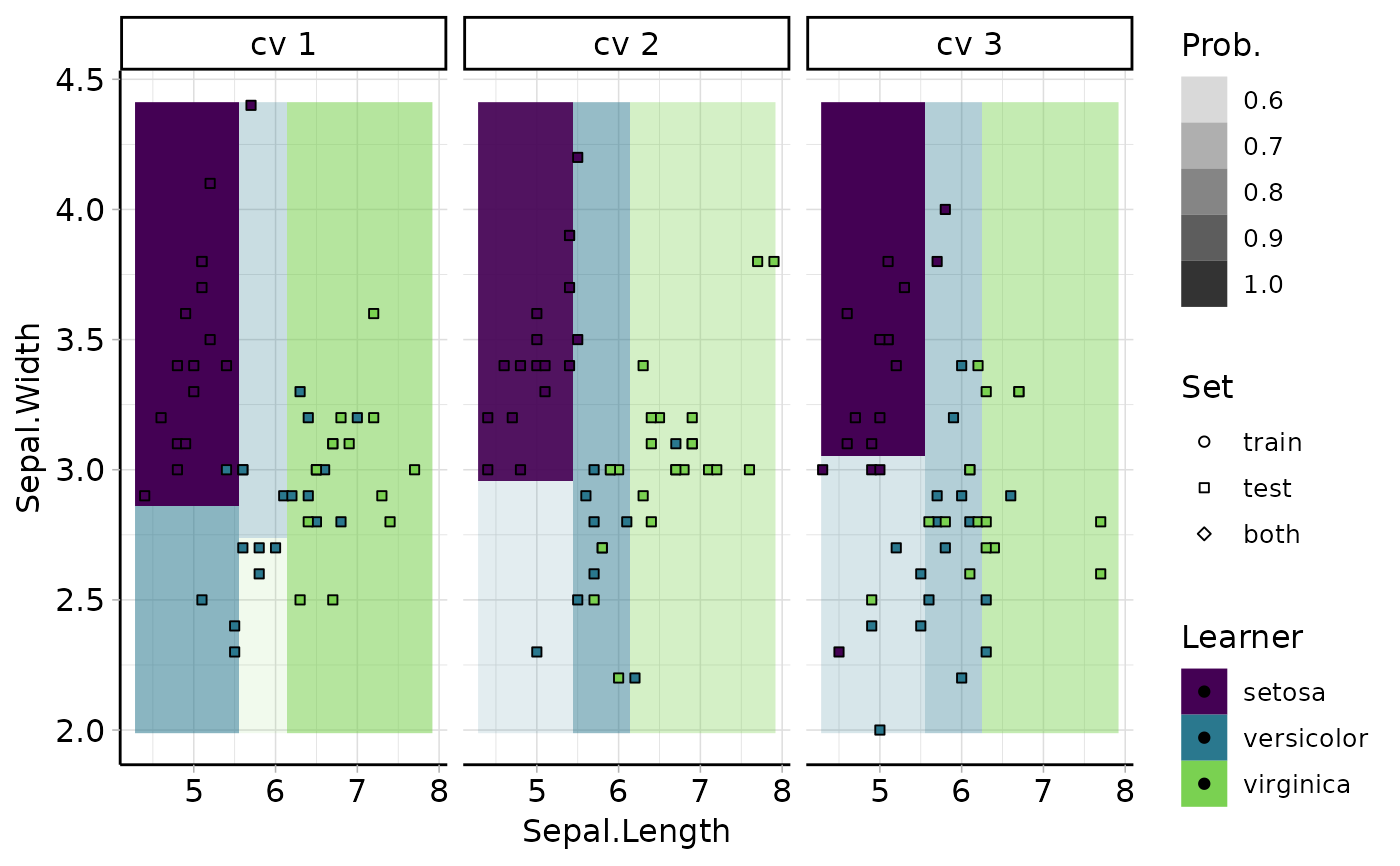 cv 1
cv 2
cv 3
4.5
4.0
3.5
3.0
2.5
2.0
Sepal.Width
5 6 7 8
5 6 7 8
5 6 7 8
Sepal.Length
Prob.
0.6
0.7
0.8
0.9
1.0
Set
train
test
both
Learner
setosa
versicolor
virginica